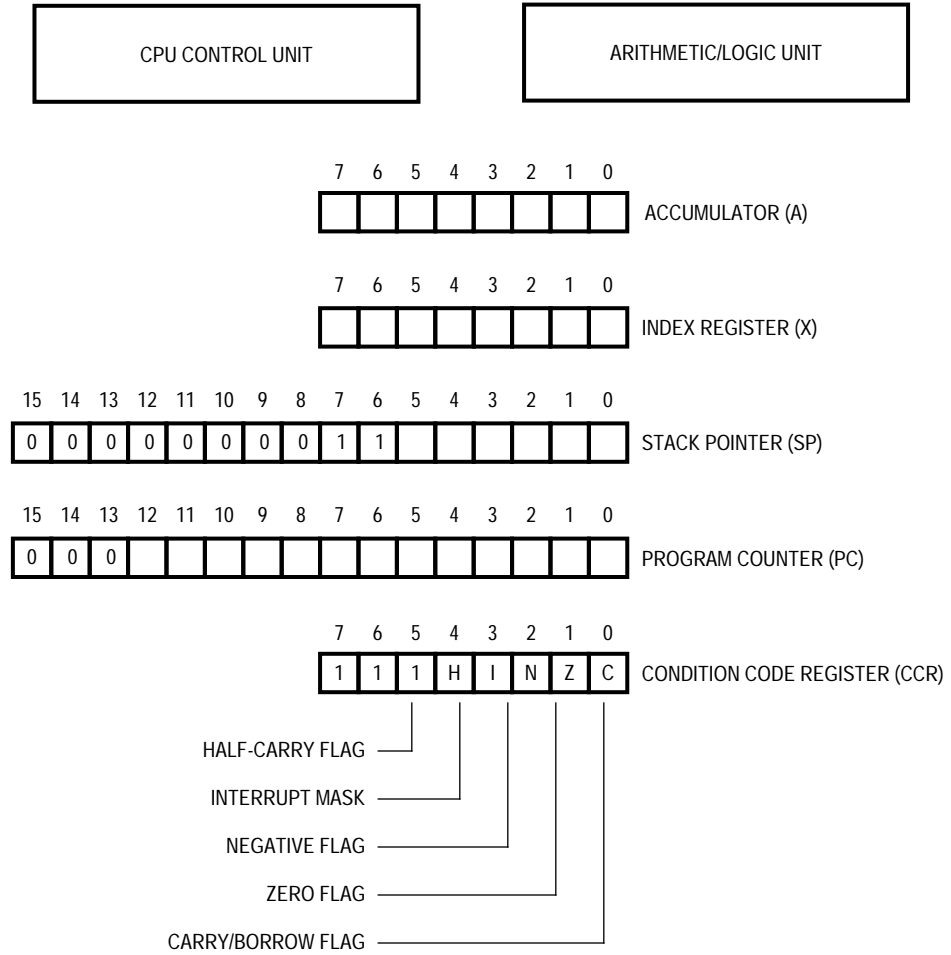 CPU CONTROL UNIT
ARITHMETIC/LOGIC UNIT
7 6 5 4 3 2 1 0
ACCUMULATOR (A)
7 6 5 4 3 2 1 0
INDEX REGISTER (X)
15 14 13 12 11 10 9 8 7 6 5 4 3 2 1 0
0 0 0 0 0 0 0 0 1 1 STACK POINTER (SP)
15 14 13 12 11 10 9 8 7 6 5 4 3 2 1 0
0 0 0 PROGRAM COUNTER (PC)
7 6 5 4 3 2 1 0
1 1 1 H I N Z C CONDITION CODE REGISTER (CCR)
HALF-CARRY FLAG
INTERRUPT MASK
NEGATIVE FLAG
ZERO FLAG
CARRY/BORROW FLAG